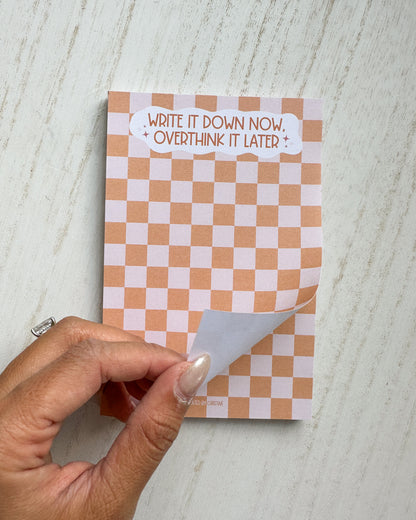 WRITE IT DOWN NOW,
OVERTHINK IT LATER